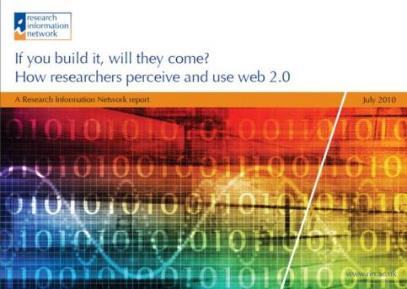 research
information
network
If you build it, will they come?
How researchers perceive and use web 2.0
A Research Information Network report
July 2010
www.rin.ac.uk